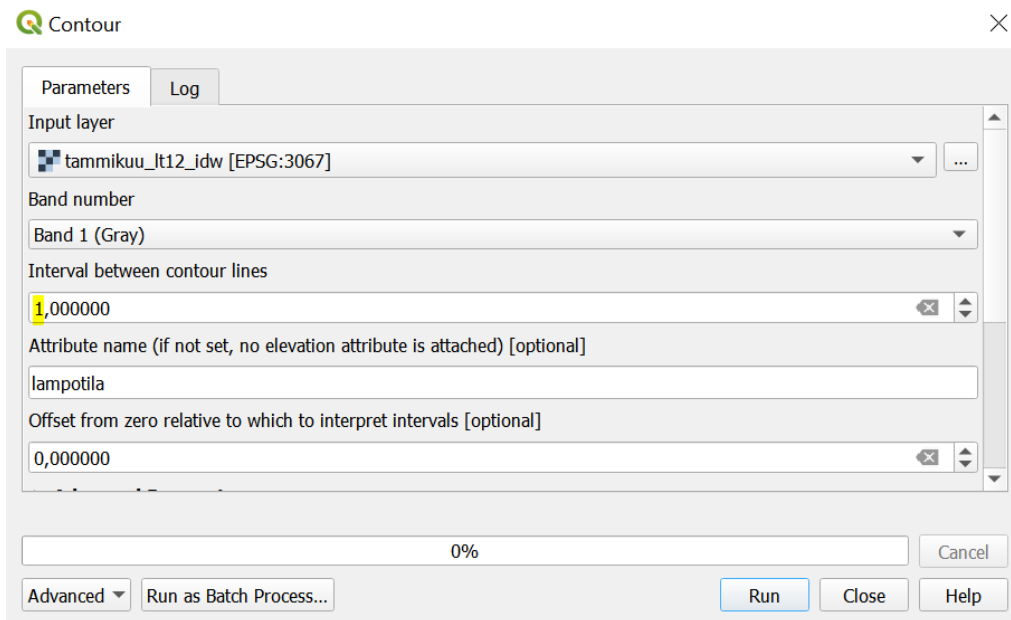 Contour
Parameters
Log
Input layer
tammikuu_lt12_idw [EPSG:3067]
...
Band number
Band 1 (Gray)
Interval between contour lines
1,000000
Attribute name (if not set, no elevation attribute is attached) [optional]
lampotila
Offset from zero relative to which to interpret intervals [optional]
0,000000
0%
Cancel
Advanced
Run as Batch Process...
Run
Close
Help